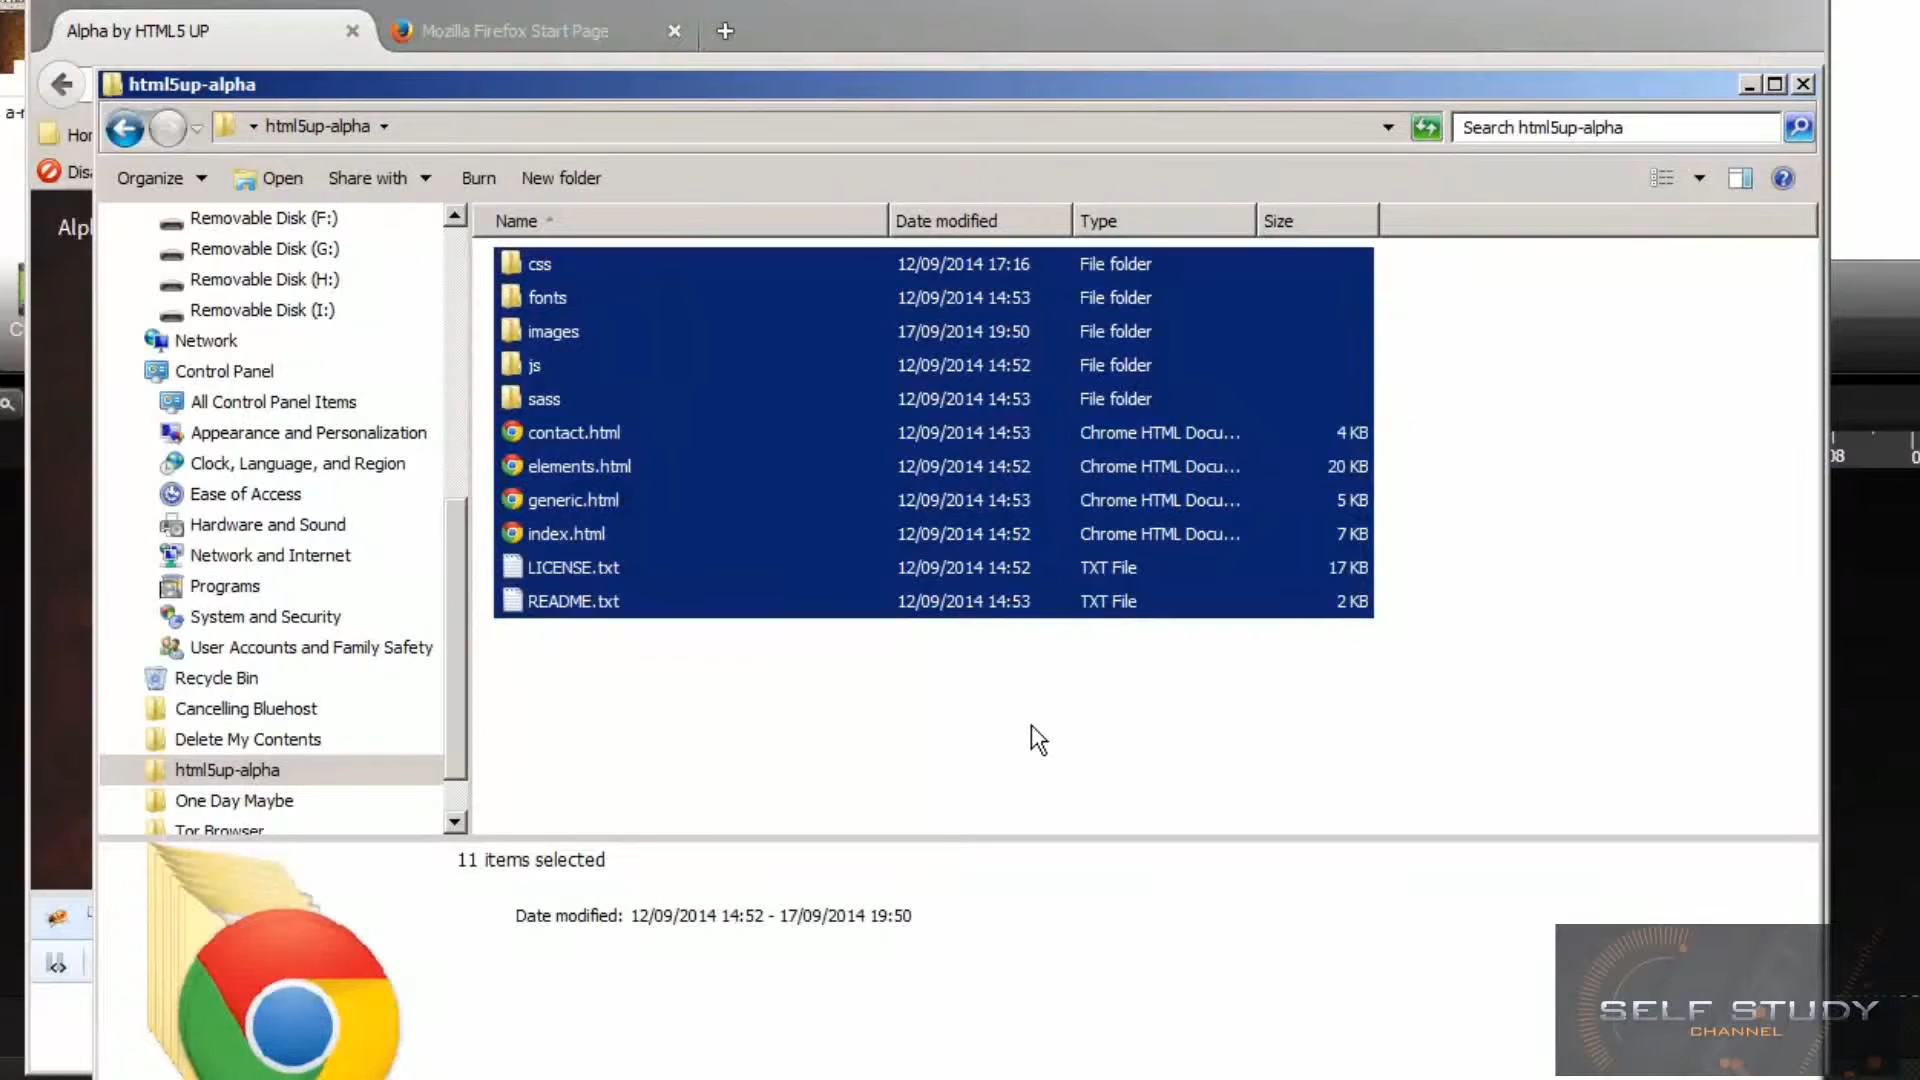 Alpha by HTML5 UP
Mozilla Firefox Start Page
html5up-alpha
html5up-alpha
Search html5up-alpha
Organize
Open
Share with
Burn
New folder
Removable Disk (F:)
Removable Disk (G:)
Removable Disk (H:)
Removable Disk (I:)
Network
Control Panel
All Control Panel Items
Appearance and Personalization
Clock, Language, and Region
Ease of Access
Hardware and Sound
Network and Internet
Programs
System and Security
User Accounts and Family Safety
Recycle Bin
Cancelling Bluehost
Delete My Contents
html5up-alpha
One Day Maybe
Tor Browser
Name Date modified Type Size
css 12/09/2014 17:16 File folder
fonts 12/09/2014 14:53 File folder
images 17/09/2014 19:50 File folder
js 12/09/2014 14:52 File folder
sass 12/09/2014 14:53 File folder
contact.html 12/09/2014 14:53 Chrome HTML Docu... 4 KB
elements.html 12/09/2014 14:52 Chrome HTML Docu... 20 KB
generic.html 12/09/2014 14:53 Chrome HTML Docu... 5 KB
index.html 12/09/2014 14:52 Chrome HTML Docu... 7 KB
LICENSE.txt 12/09/2014 14:52 TXT File 17 KB
README.txt 12/09/2014 14:53 TXT File 2 KB
11 items selected
Date modified: 12/09/2014 14:52 - 17/09/2014 19:50
SELF STUDY
CHANNEL